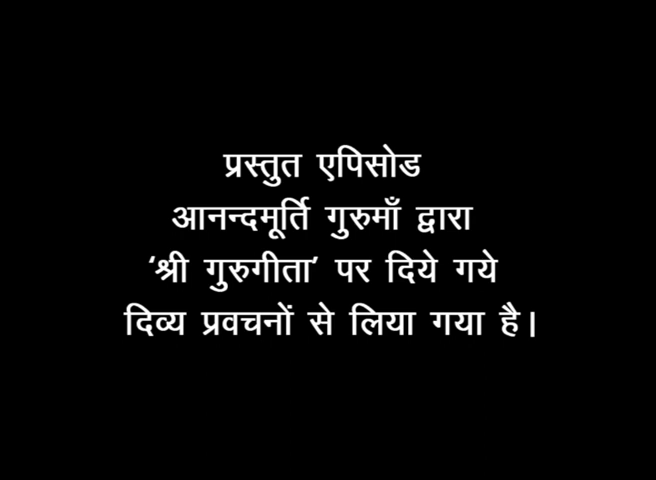 प्रस्तुत एपिसोड
आनन्दमूर्ति गुरुमाँ द्वारा
‘श्री गुरुगीता’ पर दिये गये
दिव्य प्रवचनों से लिया गया है।